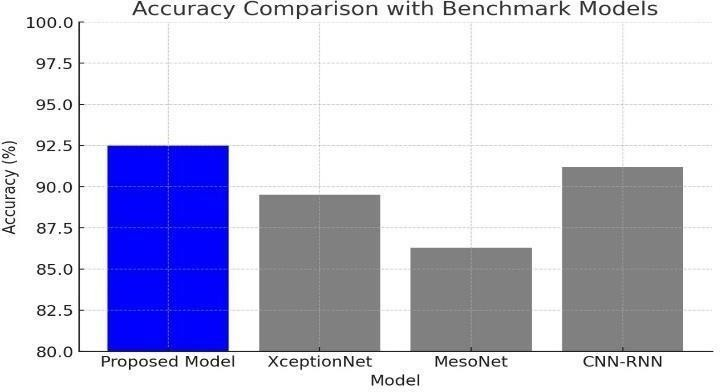 Accuracy Comparison with Benchmark Models
100.0
97.5
95.0
92.5
90.0
87.5
85.0
82.5
80.0
Accuracy (%)
Proposed Model XceptionNet MesoNet CNN-RNN
Model